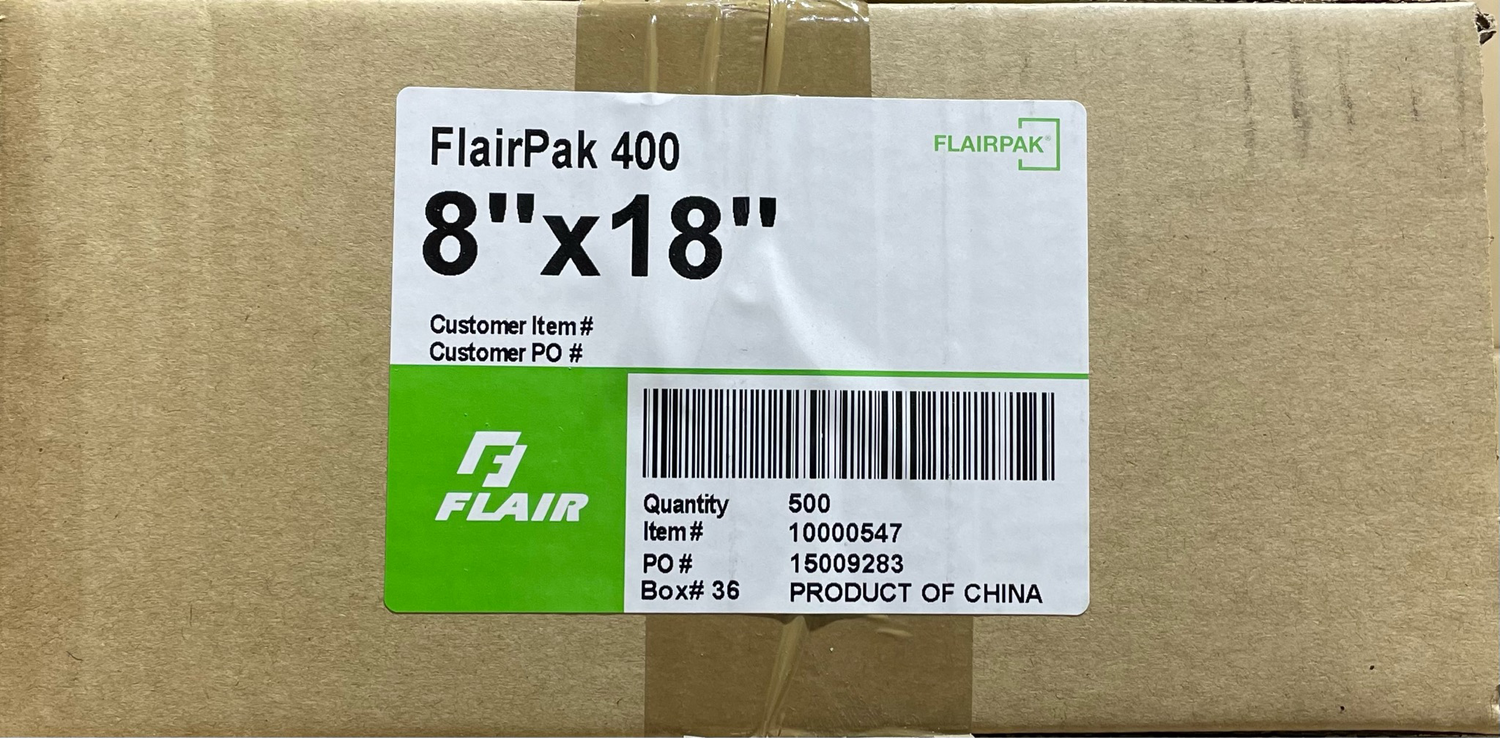 FlairPak 400
FLAIRPAK®
8"x18"
Customer Item #
Customer PO #
FLAIR
Quantity 500
Item # 10000547
PO # 15009283
Box# 36 PRODUCT OF CHINA